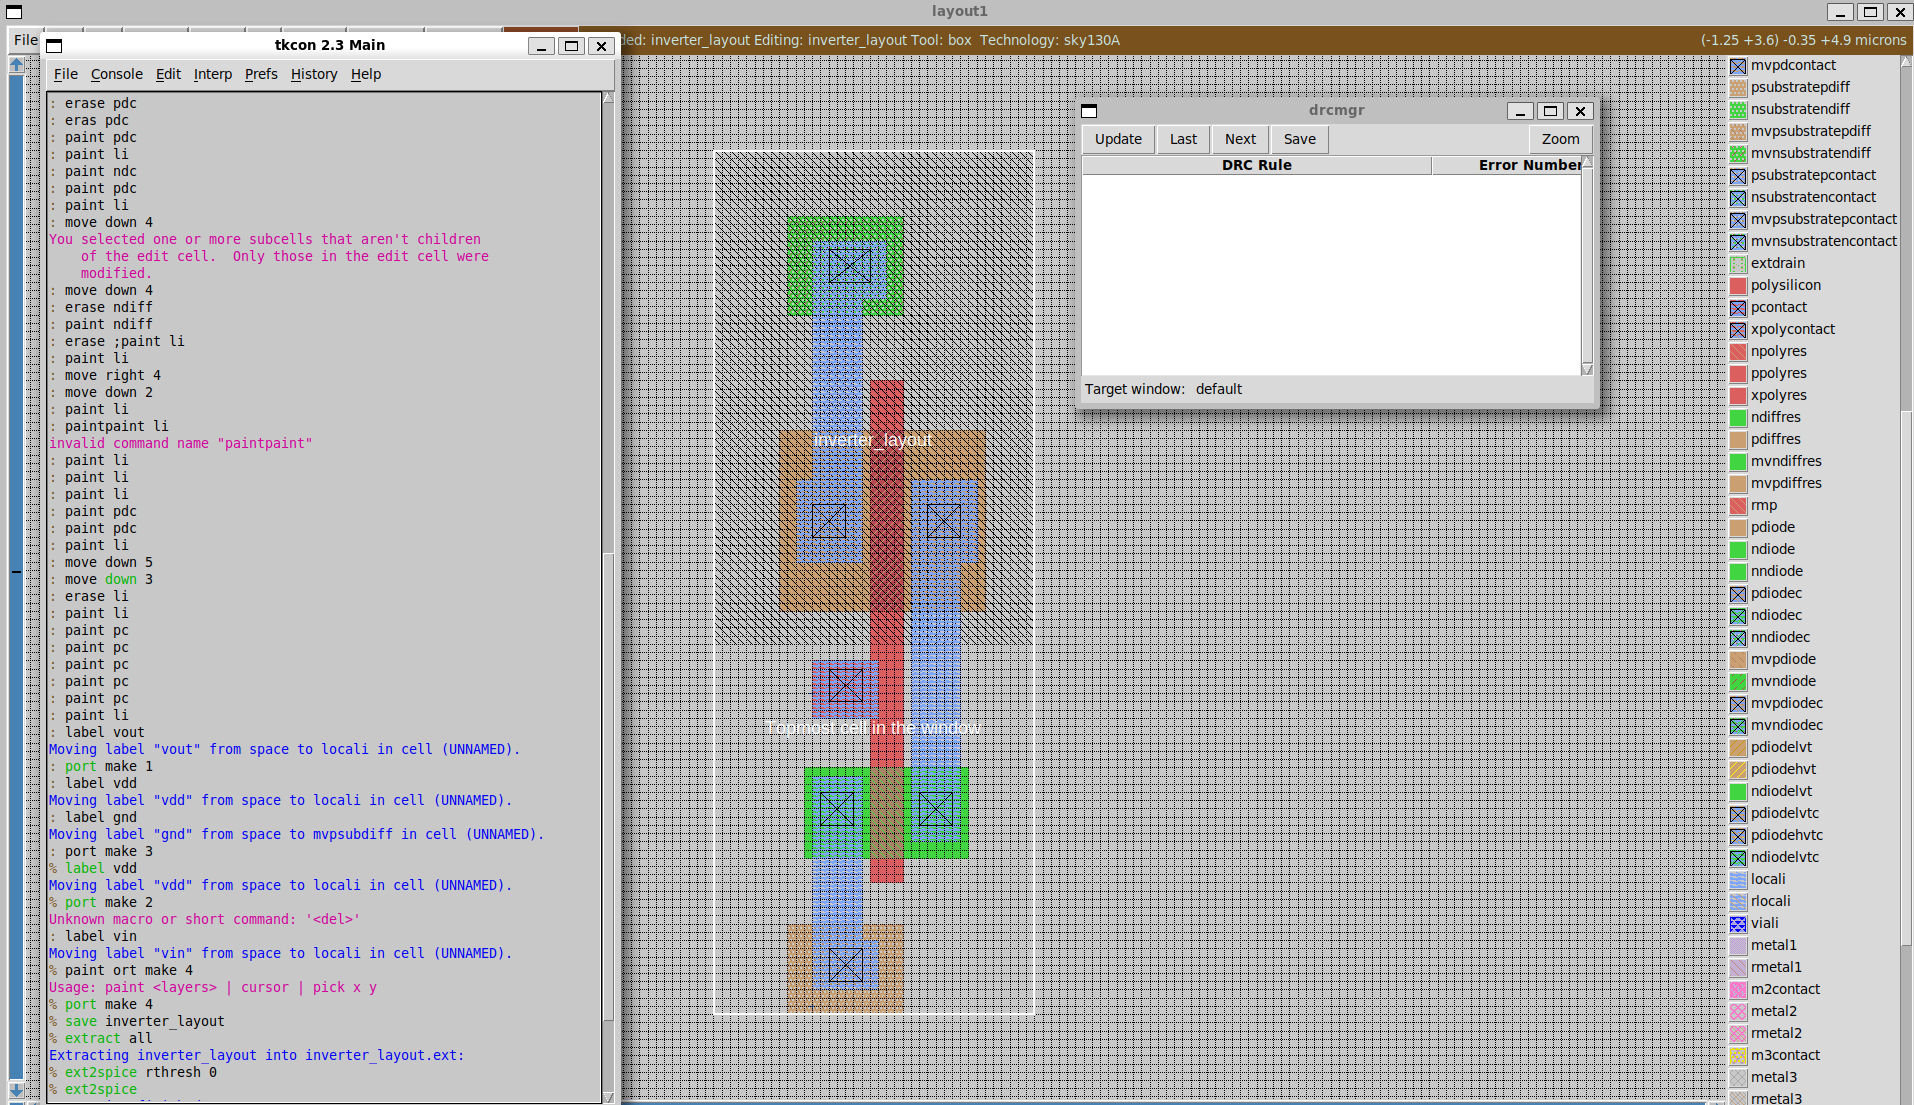 layout1
File
ded: inverter_layout Editing: inverter_layout Tool: box  Technology: sky130A
(-1.25 +3.6) -0.35 +4.9 microns
tkcon 2.3 Main
File Console Edit Interp Prefs History Help
: erase pdc
: eras pdc
: paint pdc
: paint li
: paint ndc
: paint pdc
: paint li
: move down 4
You selected one or more subcells that aren't children
of the edit cell.  Only those in the edit cell were
modified.
: move down 4
: erase ndiff
: paint ndiff
: erase ;paint li
: paint li
: move right 4
: move down 2
: paint li
: paintpaint li
invalid command name "paintpaint"
: paint li
: paint li
: paint li
: paint pdc
: paint pdc
: paint li
: move down 5
: move down 3
: erase li
: paint li
: paint pc
: paint pc
: paint pc
: paint pc
: paint pc
: paint li
: label vout
Moving label "vout" from space to locali in cell (UNNAMED).
: port make 1
: label vdd
Moving label "vdd" from space to locali in cell (UNNAMED).
: label gnd
Moving label "gnd" from space to mvpsubdiff in cell (UNNAMED).
: port make 3
% label vdd
Moving label "vdd" from space to locali in cell (UNNAMED).
% port make 2
Unknown macro or short command: '<del>'
: label vin
Moving label "vin" from space to locali in cell (UNNAMED).
% paint ort make 4
Usage: paint <layers> | cursor | pick x y
% port make 4
% save inverter_layout
% extract all
Extracting inverter_layout into inverter_layout.ext:
% ext2spice rthresh 0
% ext2spice
inverter_layout
Topmost cell in the window
drcmgr
Update Last Next Save Zoom
DRC Rule Error Number
Target window: default
mvpdcontact
psubstratepdiff
nsubstratendiff
mvpsubstratepdiff
mvnsubstratendiff
psubstratepcontact
nsubstratencontact
mvpsubstratepcontact
mvnsubstratencontact
extdrain
polysilicon
pcontact
xpolycontact
npolyres
ppolyres
xpolyres
ndiffres
pdiffres
mvndiffres
mvpdiffres
rmp
pdiode
ndiode
nndiode
pdiodec
ndiodec
nndiodec
mvpdiode
mvndiode
mvpdiodec
mvndiodec
pdiodelvt
pdiodehvt
ndiodelvt
pdiodelvtc
pdiodehvtc
ndiodelvtc
locali
rlocali
viali
metal1
rmetal1
m2contact
metal2
rmetal2
m3contact
metal3
rmetal3